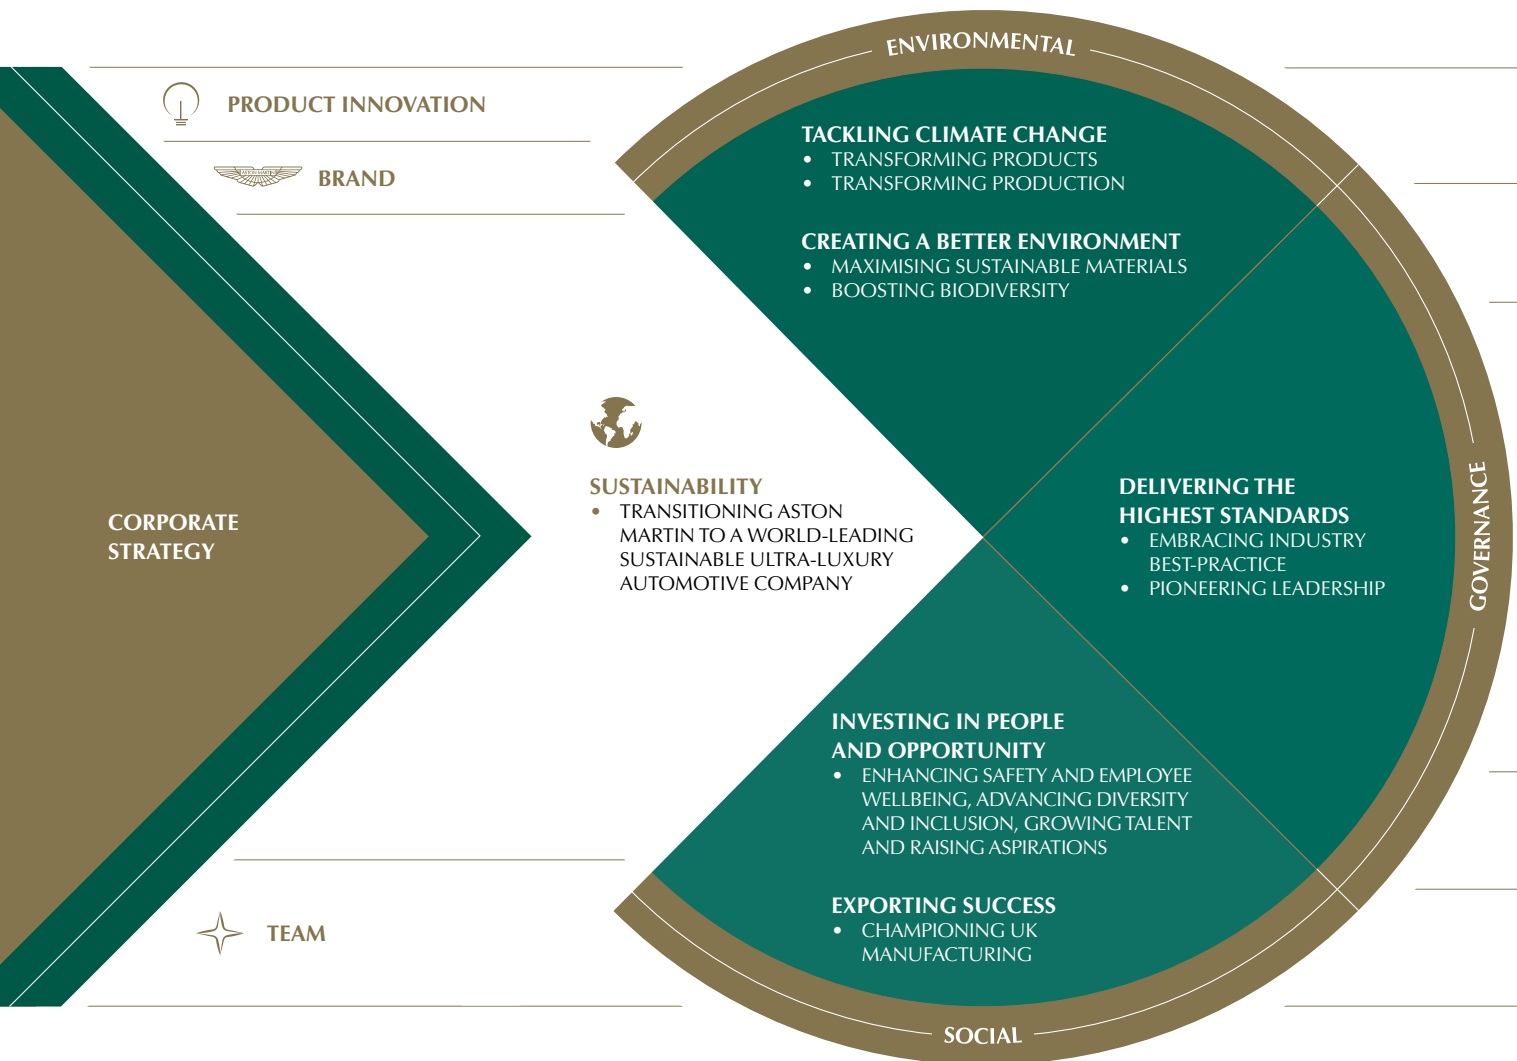 ENVIRONMENTAL
PRODUCT INNOVATION
ASTON MARTIN
BRAND
TACKLING CLIMATE CHANGE
• TRANSFORMING PRODUCTS
• TRANSFORMING PRODUCTION
CREATING A BETTER ENVIRONMENT
• MAXIMISING SUSTAINABLE MATERIALS
• BOOSTING BIODIVERSITY
CORPORATE
STRATEGY
SUSTAINABILITY
• TRANSITIONING ASTON
MARTIN TO A WORLD-LEADING
SUSTAINABLE ULTRA-LUXURY
AUTOMOTIVE COMPANY
DELIVERING THE
HIGHEST STANDARDS
• EMBRACING INDUSTRY
BEST-PRACTICE
• PIONEERING LEADERSHIP
GOVERNANCE
INVESTING IN PEOPLE
AND OPPORTUNITY
• ENHANCING SAFETY AND EMPLOYEE
WELLBEING, ADVANCING DIVERSITY
AND INCLUSION, GROWING TALENT
AND RAISING ASPIRATIONS
EXPORTING SUCCESS
• CHAMPIONING UK
MANUFACTURING
TEAM
SOCIAL